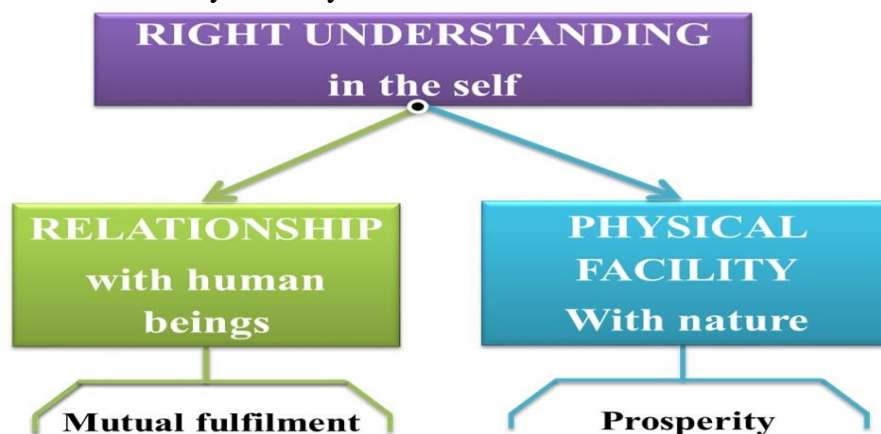 RIGHT UNDERSTANDING
in the self
RELATIONSHIP
with human
beings
PHYSICAL
FACILITY
With nature
Mutual fulfilment
Prosperity